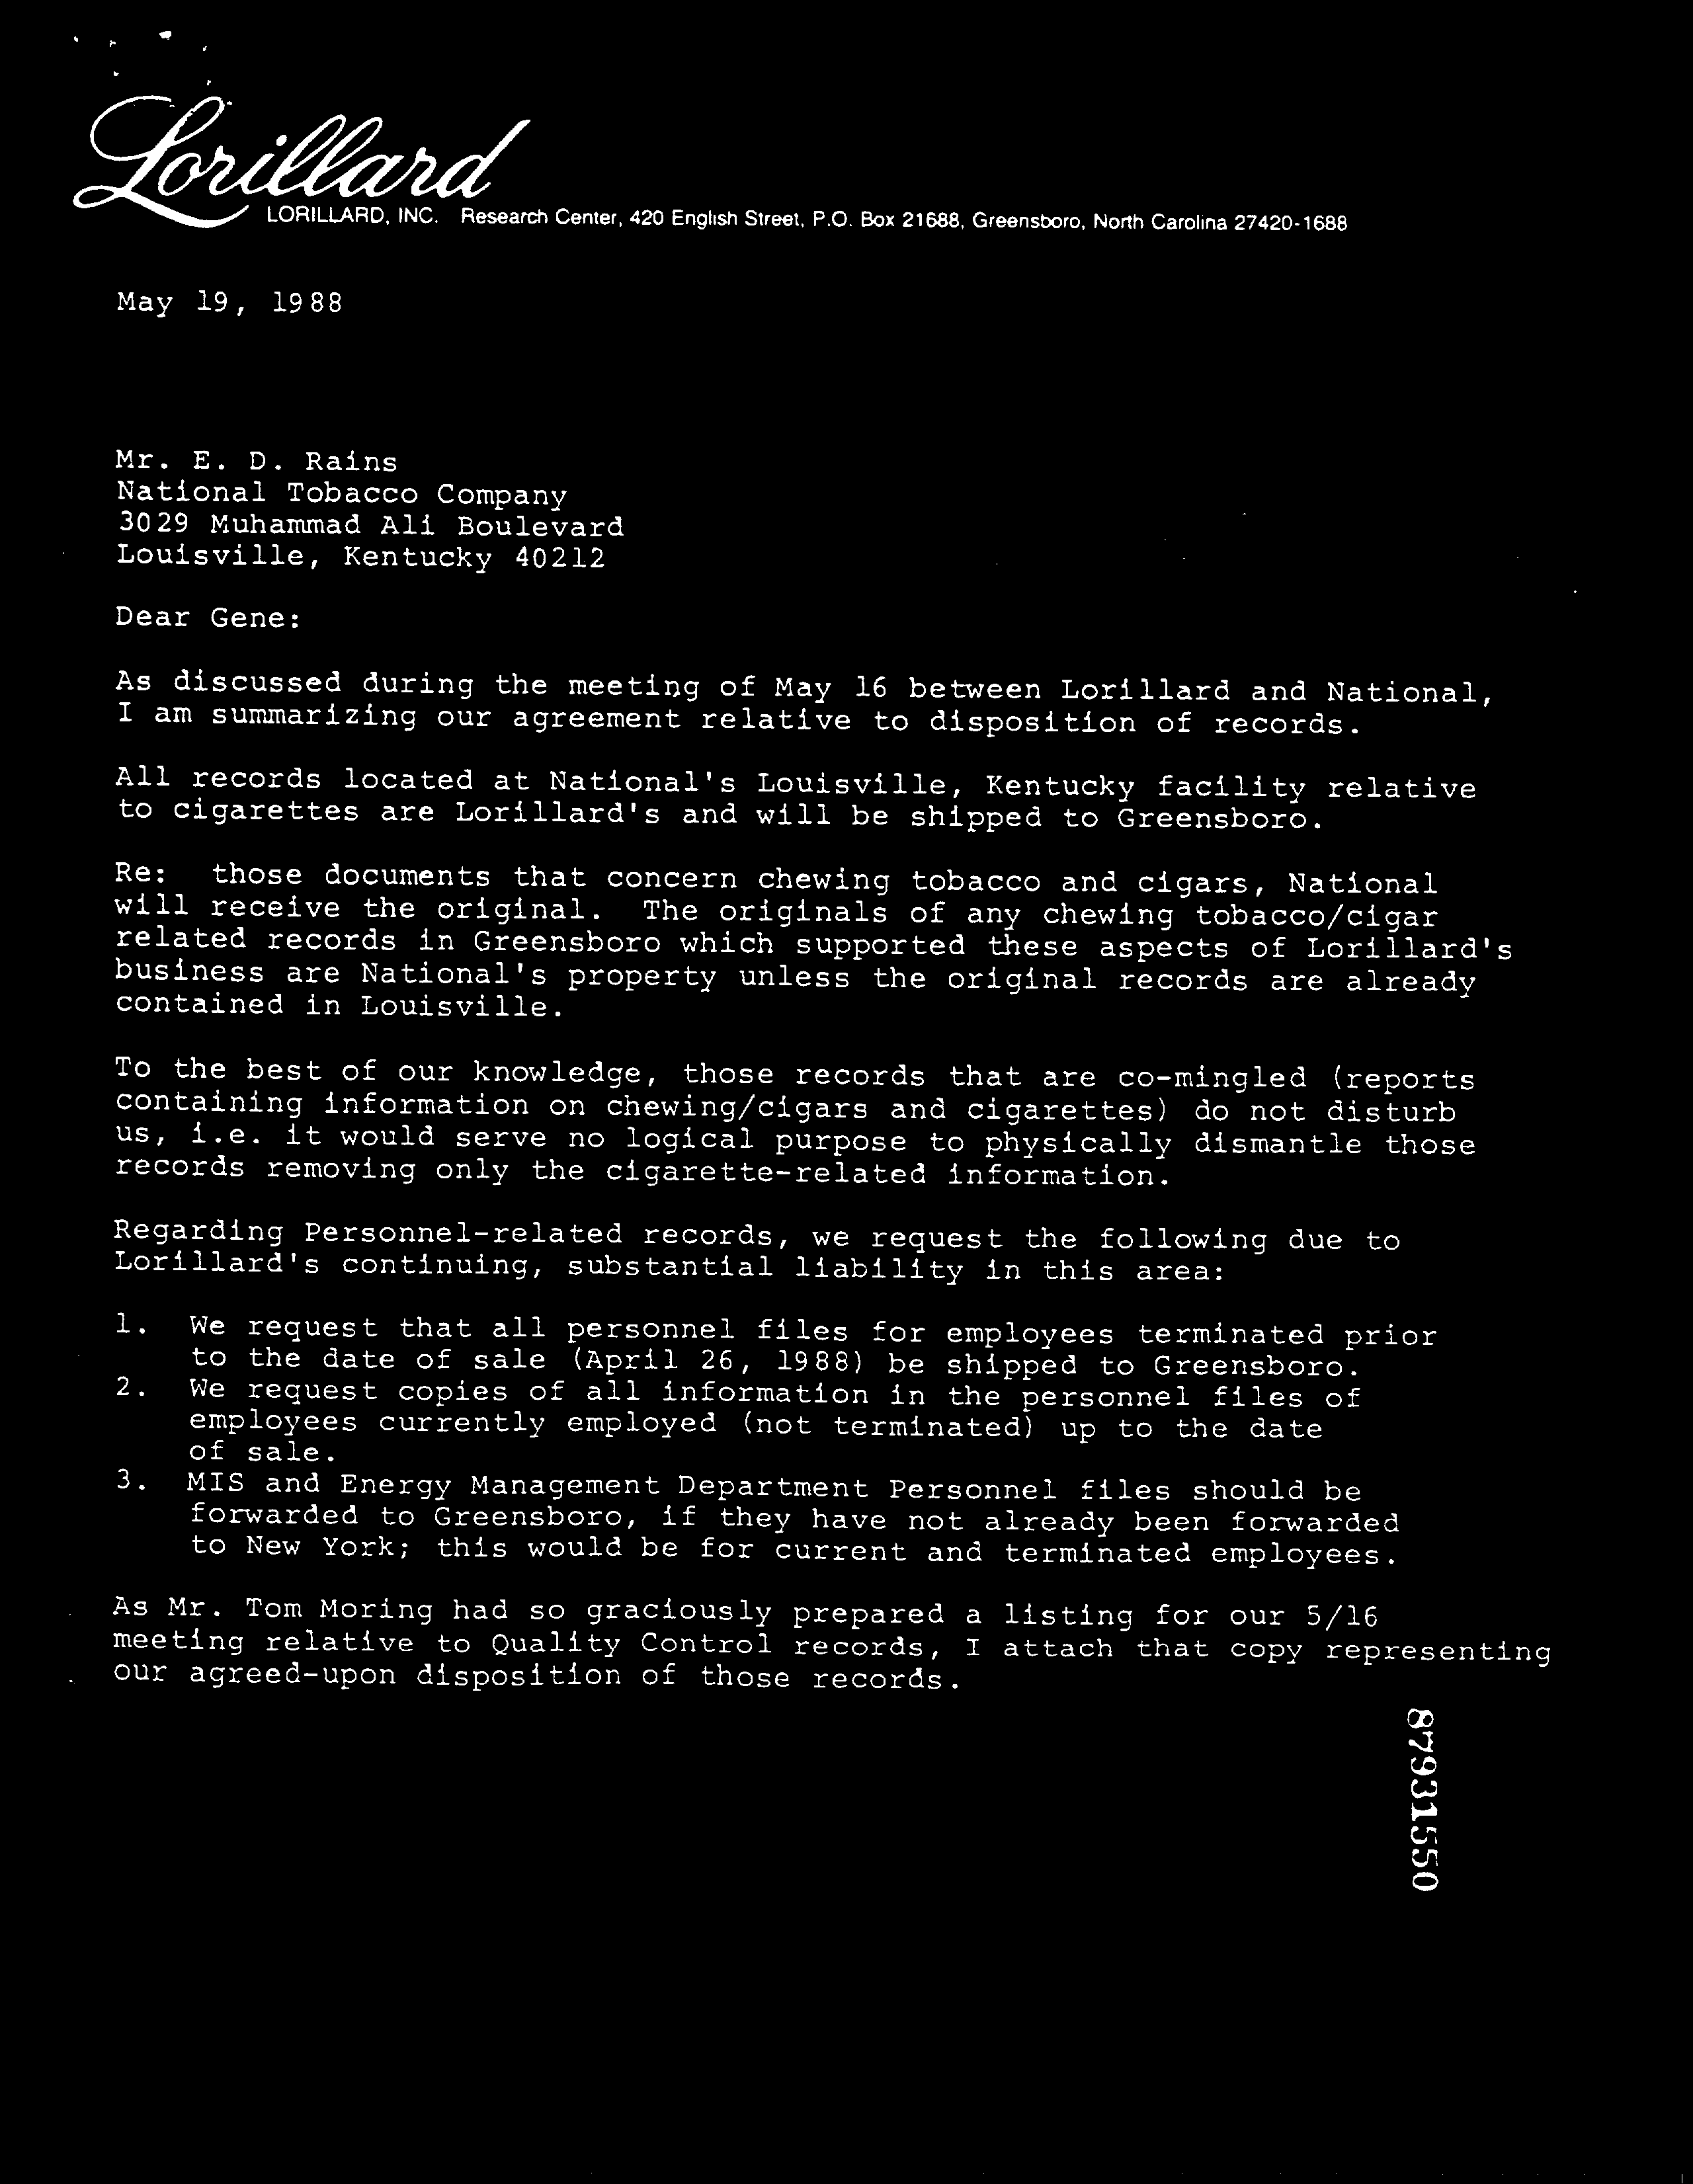 Lorillard
LORILLARD, INC. Research Center, 420 English Street, P.O. Box 21688, Greensboro, North Carolina 27420-1688
May 19, 1988
Mr. E. D. Rains
National Tobacco Company
3029 Muhammad Ali Boulevard
Louisville, Kentucky 40212
Dear Gene:
As discussed during the meeting of May 16 between Lorillard and National,
I am summarizing our agreement relative to disposition of records.
All records located at National's Louisville, Kentucky facility relative
to cigarettes are Lorillard's and will be shipped to Greensboro.
Re: those documents that concern chewing tobacco and cigars, National
will receive the original. The originals of any chewing tobacco/cigar
related records in Greensboro which supported these aspects of Lorillard's
business are National's property unless the original records are already
contained in Louisville.
To the best of our knowledge, those records that are co-mingled (reports
containing information on chewing/cigars and cigarettes) do not disturb
us, i.e. it would serve no logical purpose to physically dismantle those
records removing only the cigarette-related information.
Regarding Personnel-related records, we request the following due to
Lorillard's continuing, substantial liability in this area:
1. We request that all personnel files for employees terminated prior
to the date of sale (April 26, 1988) be shipped to Greensboro.
2. We request copies of all information in the personnel files of
employees currently employed (not terminated) up to the date
of sale.
3. MIS and Energy Management Department Personnel files should be
forwarded to Greensboro, if they have not already been forwarded
to New York; this would be for current and terminated employees.
As Mr. Tom Moring had so graciously prepared a listing for our 5/16
meeting relative to Quality Control records, I attach that copy representing
our agreed-upon disposition of those records.
87931550